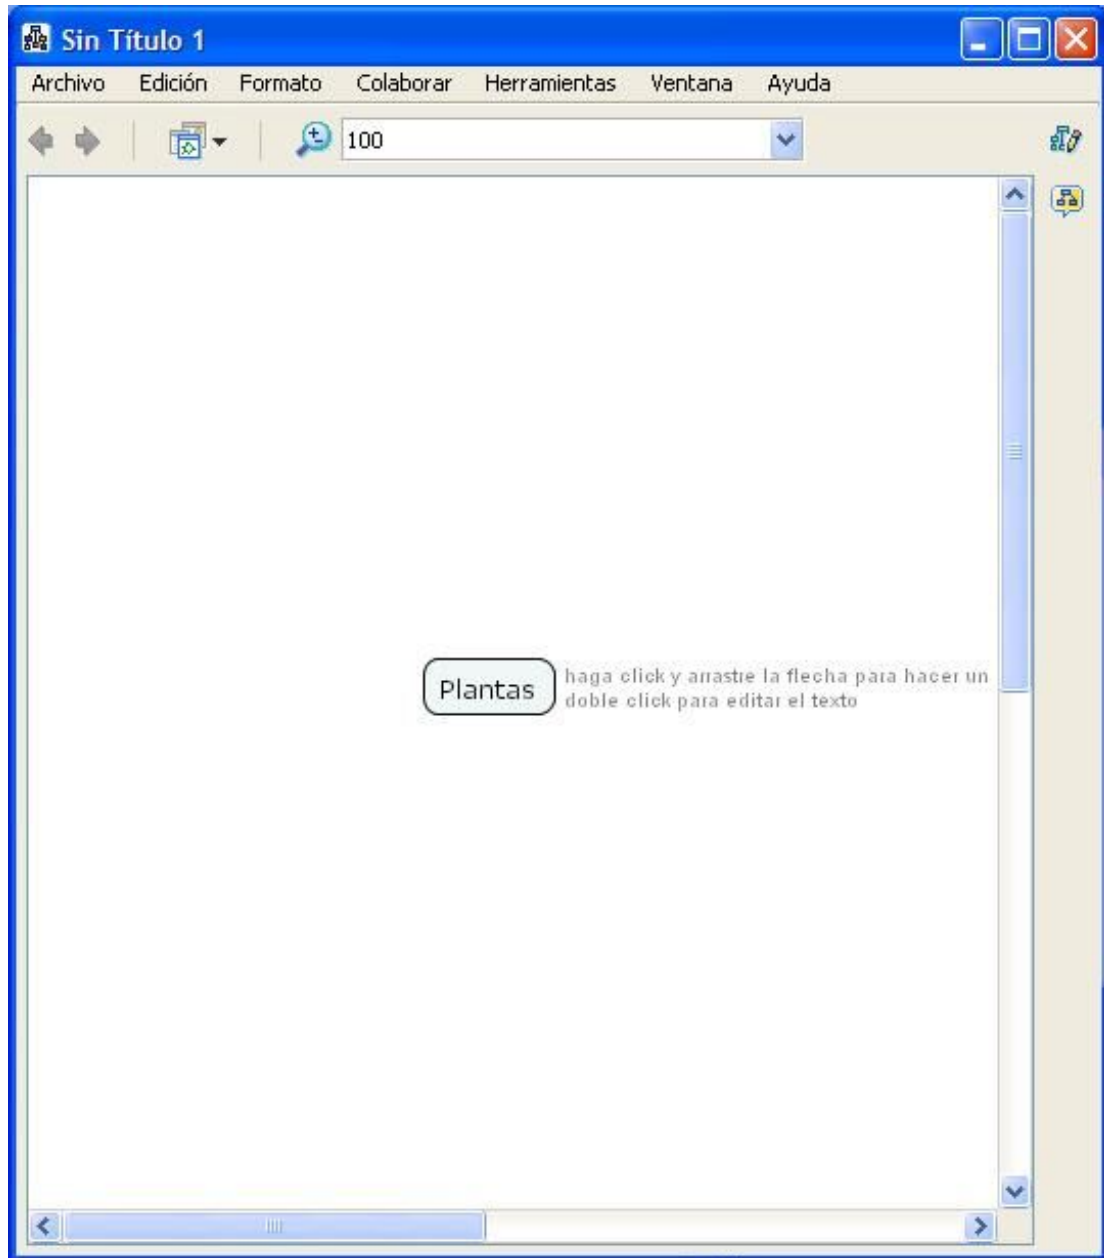 Sin Título 1
Archivo Edición Formato Colaborar Herramientas Ventana Ayuda
100
Plantas
haga click y arrastre la flecha para hacer un
doble click para editar el texto